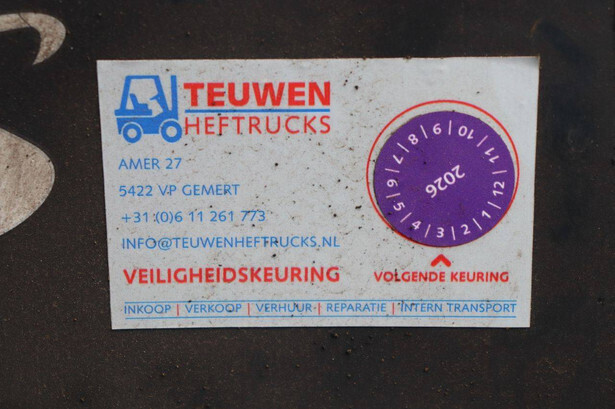 TEUWEN
HEFTRUCKS
AMER 27
5422 VP GEMERT
+31 (0)6 11 261 773
INFO@TEUWENHEFTRUCKS.NL
VEILIGHEIDSKEURING
1 2 3 4 5 6 7 8 9 10 11 12
2026
VOLGENDE KEURING
INKOOP | VERKOOP | VERHUUR | REPARATIE | INTERN TRANSPORT